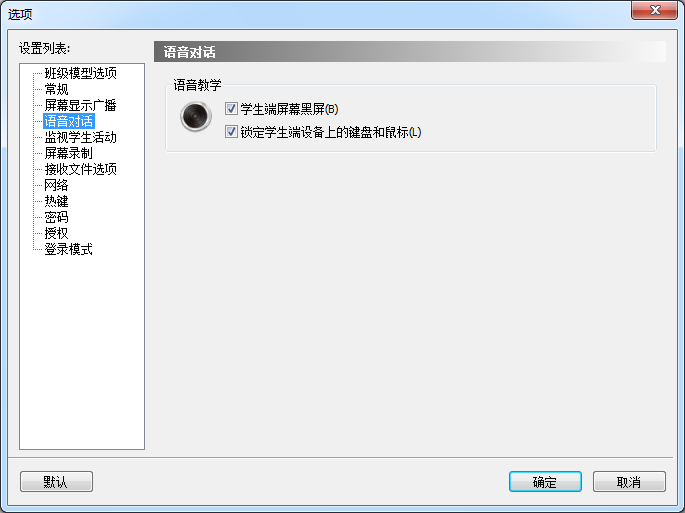 选项
设置列表:
班级模型选项
常规
屏幕显示广播
语音对话
监视学生活动
屏幕录制
接收文件选项
网络
热键
密码
授权
登录模式
语音对话
语音教学
学生端屏幕黑屏(B)
锁定学生端设备上的键盘和鼠标(L)
默认
确定
取消